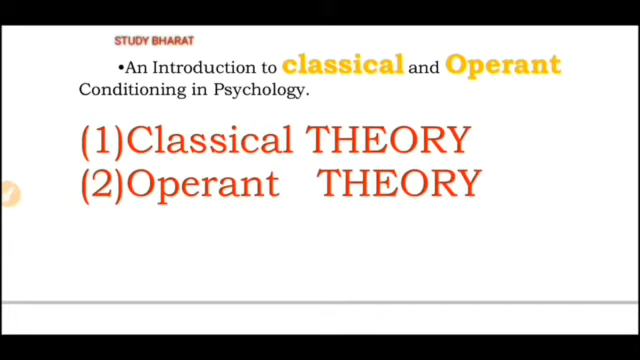 STUDY BHARAT
•An Introduction to classical and Operant
Conditioning in Psychology.
(1)Classical THEORY
(2)Operant THEORY